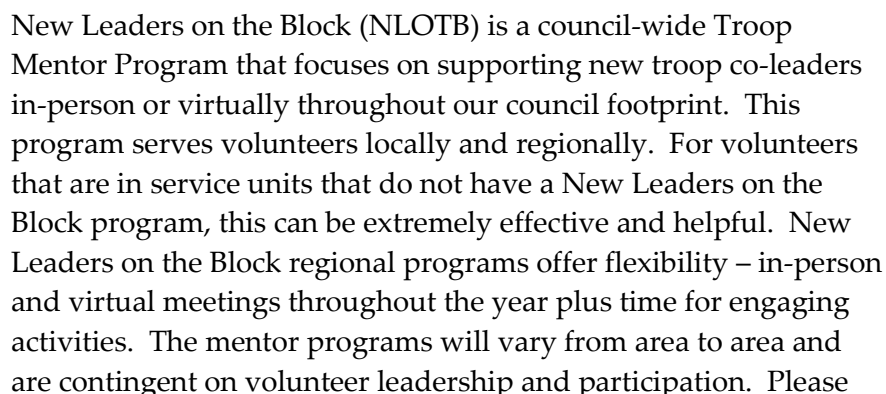 New Leaders on the Block (NLOTB) is a council-wide Troop
Mentor Program that focuses on supporting new troop co-leaders
in-person or virtually throughout our council footprint.  This
program serves volunteers locally and regionally.  For volunteers
that are in service units that do not have a New Leaders on the
Block program, this can be extremely effective and helpful.  New
Leaders on the Block regional programs offer flexibility – in-person
and virtual meetings throughout the year plus time for engaging
activities.  The mentor programs will vary from area to area and
are contingent on volunteer leadership and participation.  Please